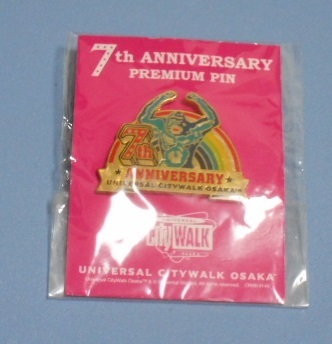 7th ANNIVERSARY
PREMIUM PIN
7th
ANNIVERSARY
UNIVERSAL CITYWALK OSAKA
CityWALK
UNIVERSAL CITYWALK OSAKA